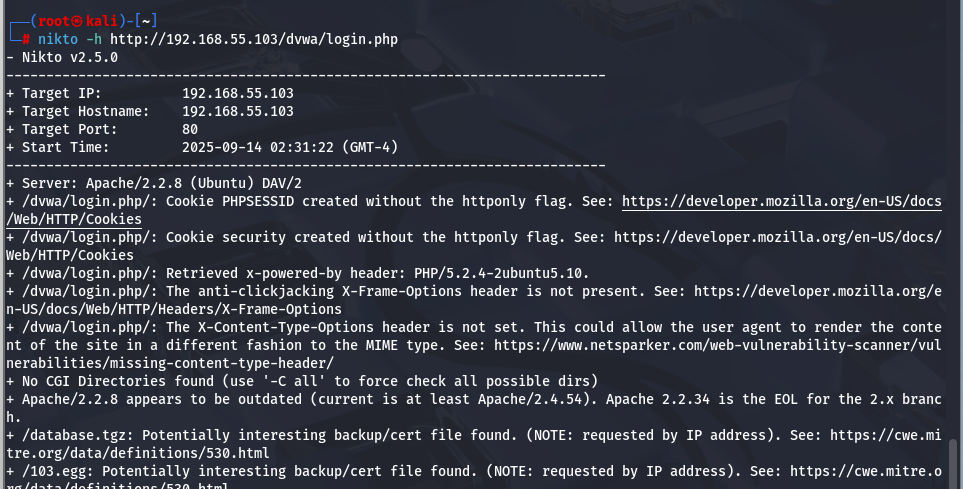 ┌──(root㉿kali)-[~]
└─# nikto -h http://192.168.55.103/dvwa/login.php
- Nikto v2.5.0
---------------------------------------------------------------------------
+ Target IP:          192.168.55.103
+ Target Hostname:    192.168.55.103
+ Target Port:        80
+ Start Time:         2025-09-14 02:31:22 (GMT-4)
---------------------------------------------------------------------------
+ Server: Apache/2.2.8 (Ubuntu) DAV/2
+ /dvwa/login.php/: Cookie PHPSESSID created without the httponly flag. See: https://developer.mozilla.org/en-US/docs
/Web/HTTP/Cookies
+ /dvwa/login.php/: Cookie security created without the httponly flag. See: https://developer.mozilla.org/en-US/docs/
Web/HTTP/Cookies
+ /dvwa/login.php/: Retrieved x-powered-by header: PHP/5.2.4-2ubuntu5.10.
+ /dvwa/login.php/: The anti-clickjacking X-Frame-Options header is not present. See: https://developer.mozilla.org/e
n-US/docs/Web/HTTP/Headers/X-Frame-Options
+ /dvwa/login.php/: The X-Content-Type-Options header is not set. This could allow the user agent to render the conte
nt of the site in a different fashion to the MIME type. See: https://www.netsparker.com/web-vulnerability-scanner/vul
nerabilities/missing-content-type-header/
+ No CGI Directories found (use '-C all' to force check all possible dirs)
+ Apache/2.2.8 appears to be outdated (current is at least Apache/2.4.54). Apache 2.2.34 is the EOL for the 2.x branc
h.
+ /database.tgz: Potentially interesting backup/cert file found. (NOTE: requested by IP address). See: https://cwe.mi
tre.org/data/definitions/530.html
+ /103.egg: Potentially interesting backup/cert file found. (NOTE: requested by IP address). See: https://cwe.mitre.o
rg/data/definitions/530.html